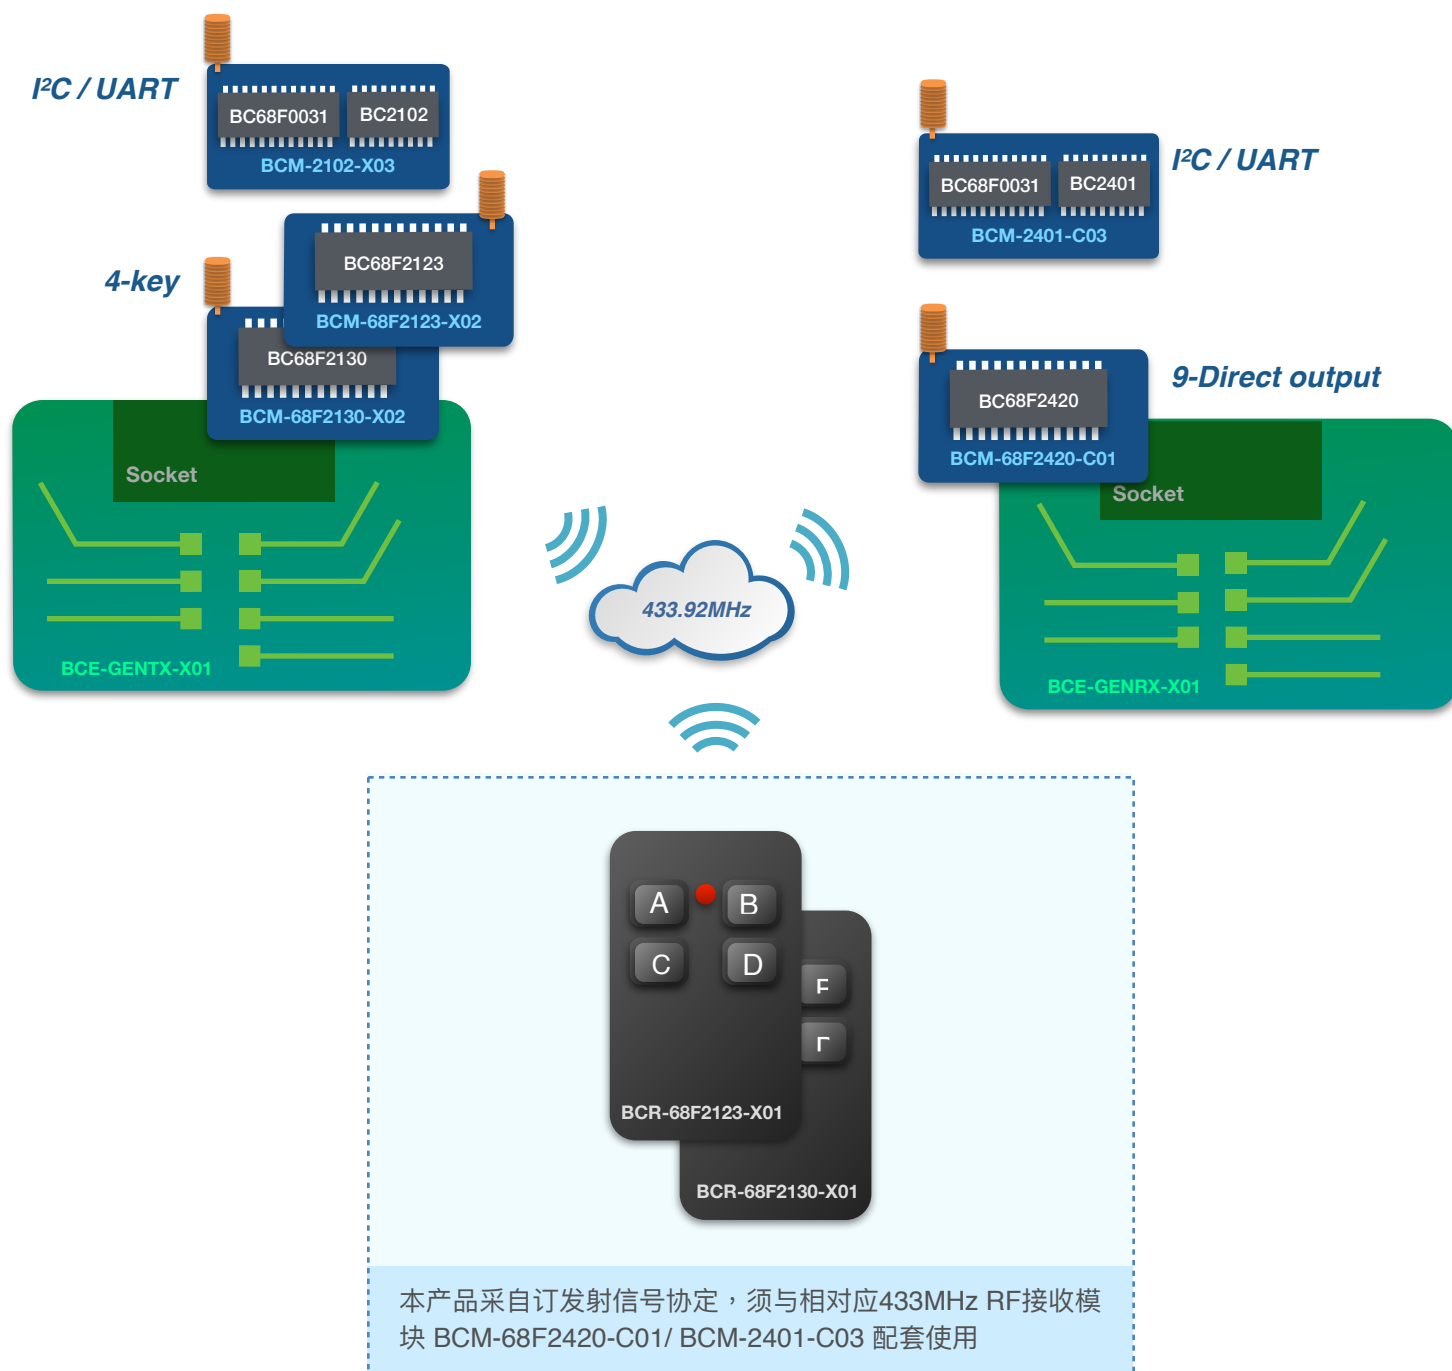 I²C / UART
BC68F0031
BC2102
BCM-2102-X03
4-key
BC68F2123
BCM-68F2123-X02
BC68F2130
BCM-68F2130-X02
Socket
BCE-GENTX-X01
I²C / UART
BC68F0031
BC2401
BCM-2401-C03
9-Direct output
BC68F2420
BCM-68F2420-C01
Socket
BCE-GENRX-X01
433.92MHz
A
B
C
D
BCR-68F2123-X01
BCR-68F2130-X01
本产品采自订发射信号协定，须与相对应433MHz RF接收模
块 BCM-68F2420-C01/ BCM-2401-C03 配套使用